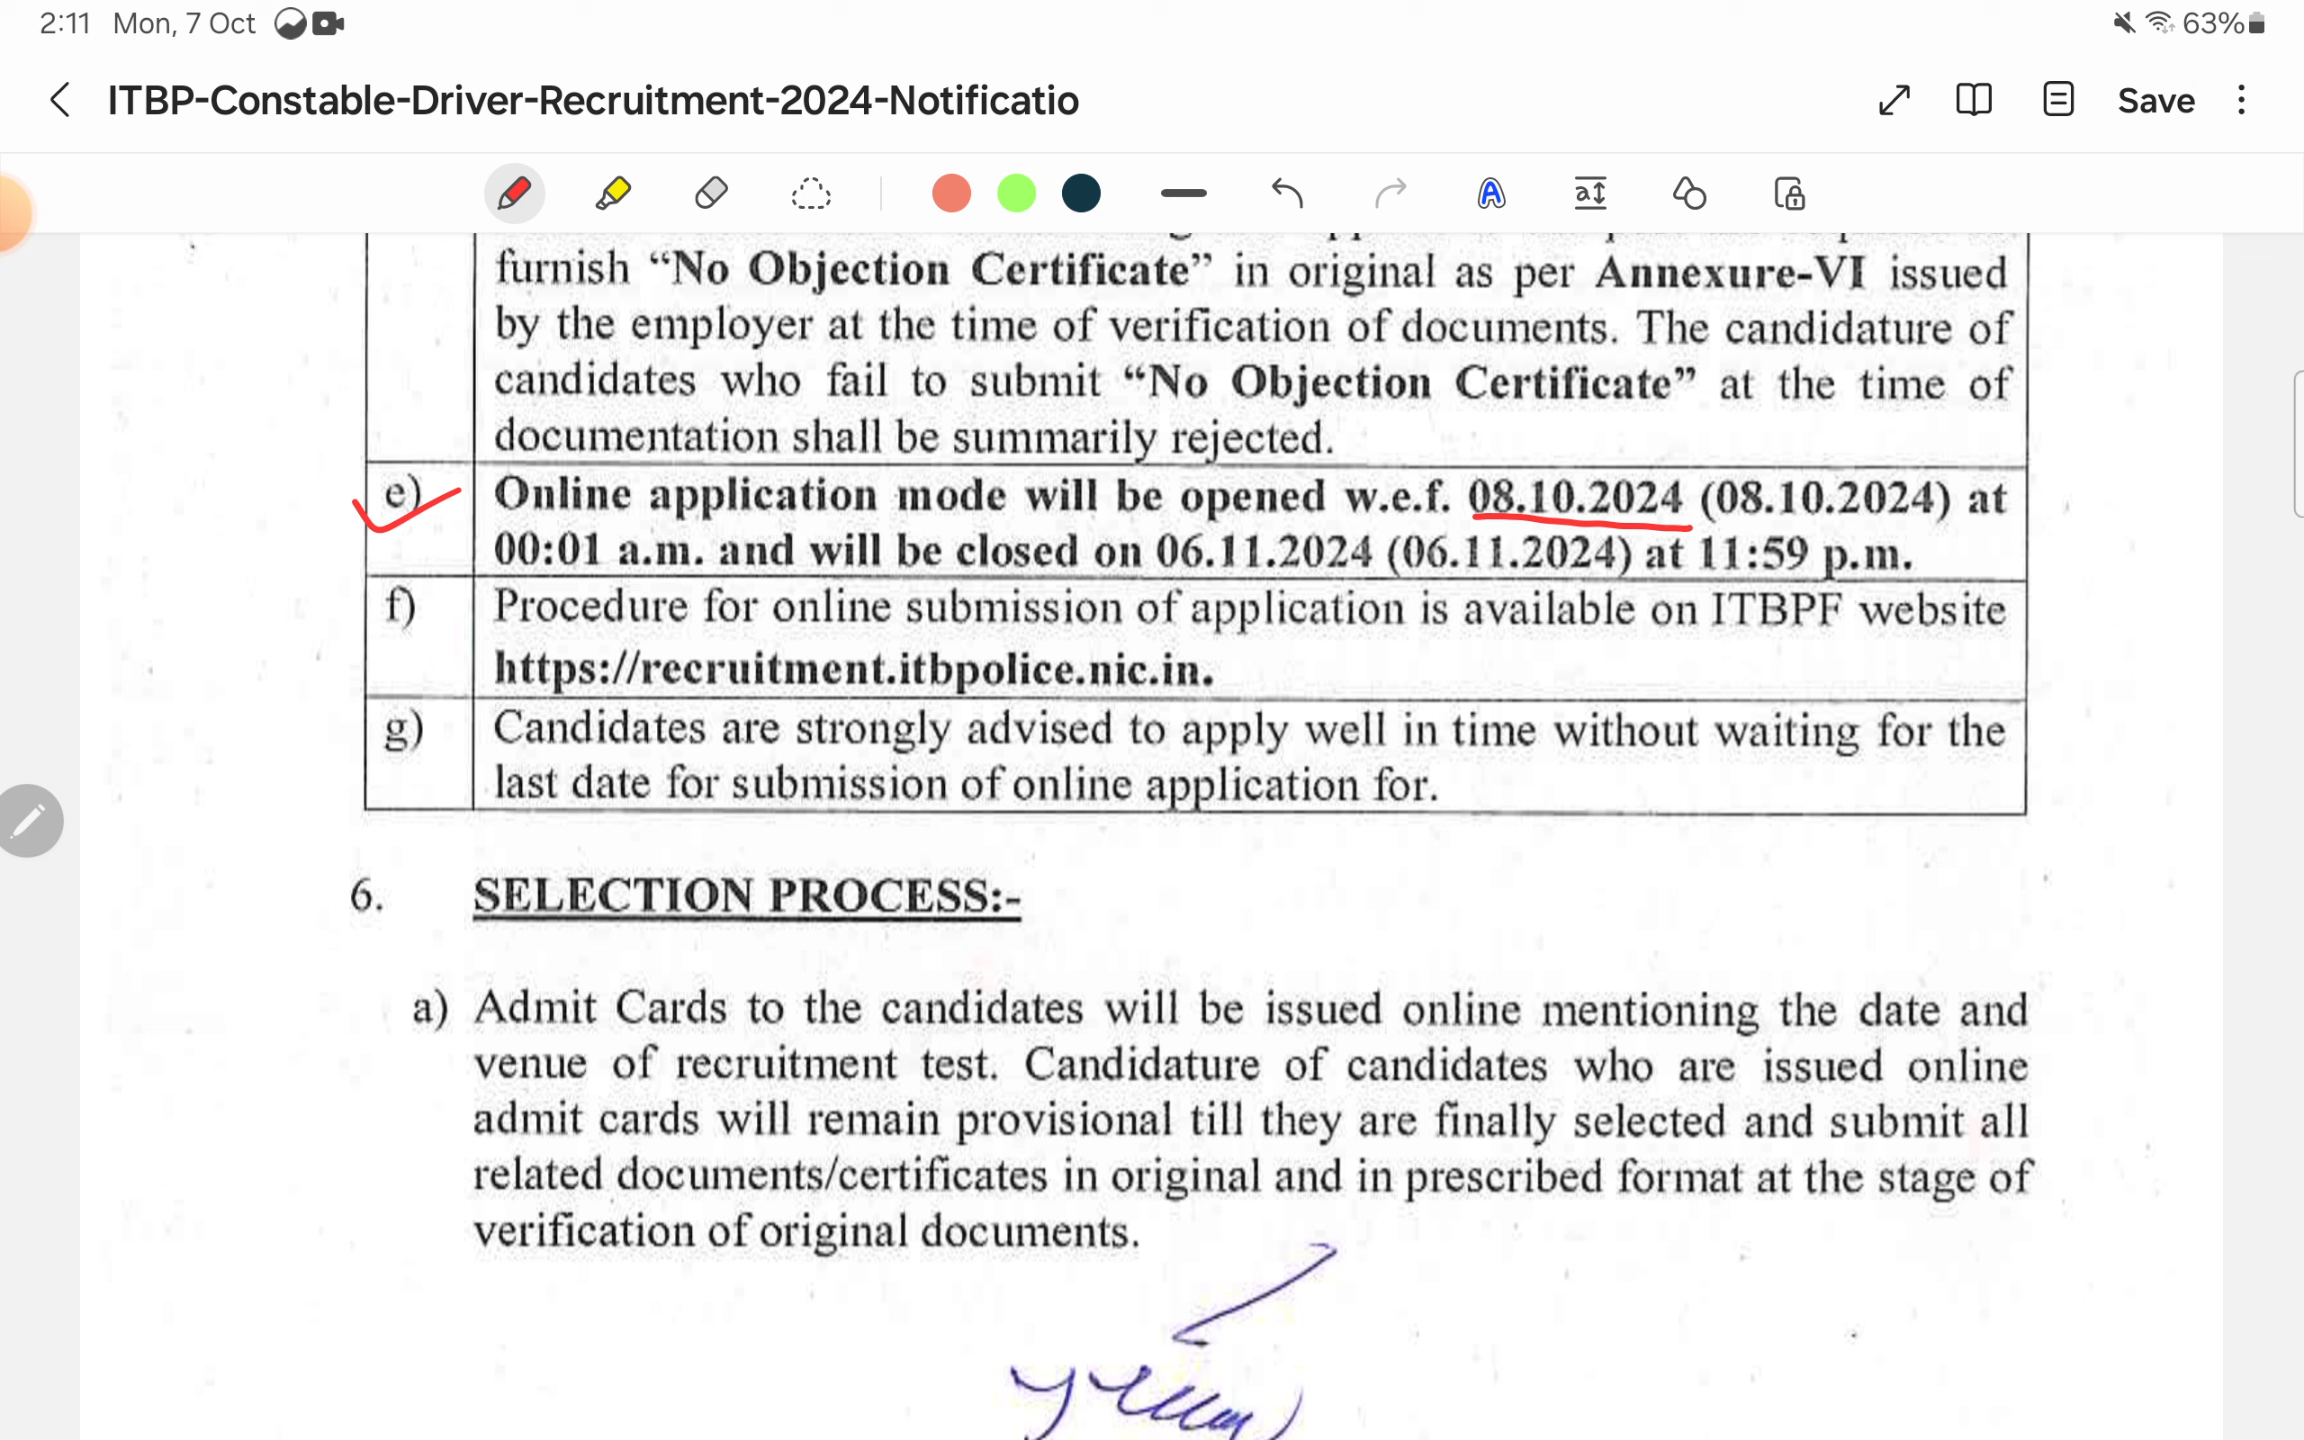 2:11 Mon, 7 Oct
63%
ITBP-Constable-Driver-Recruitment-2024-Notificatio
Save
furnish “No Objection Certificate” in original as per Annexure-VI issued
by the employer at the time of verification of documents. The candidature of
candidates who fail to submit “No Objection Certificate” at the time of
documentation shall be summarily rejected.
e) Online application mode will be opened w.e.f. 08.10.2024 (08.10.2024) at
00:01 a.m. and will be closed on 06.11.2024 (06.11.2024) at 11:59 p.m.
f) Procedure for online submission of application is available on ITBPF website
https://recruitment.itbpolice.nic.in.
g) Candidates are strongly advised to apply well in time without waiting for the
last date for submission of online application for.
6. SELECTION PROCESS:-
a) Admit Cards to the candidates will be issued online mentioning the date and
venue of recruitment test. Candidature of candidates who are issued online
admit cards will remain provisional till they are finally selected and submit all
related documents/certificates in original and in prescribed format at the stage of
verification of original documents.